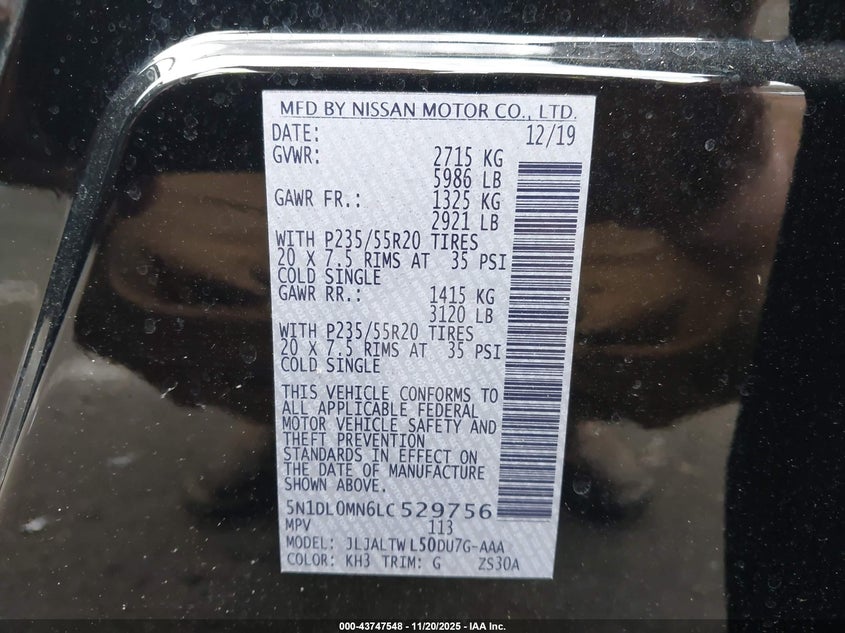 MFD BY NISSAN MOTOR CO., LTD.
DATE: 12/19
GVWR: 2715 KG
5986 LB
GAWR FR.: 1325 KG
2921 LB
WITH P235/55R20 TIRES
20 X 7.5 RIMS AT 35 PSI
COLD SINGLE
GAWR RR.: 1415 KG
3120 LB
WITH P235/55R20 TIRES
20 X 7.5 RIMS AT 35 PSI
COLD SINGLE
THIS VEHICLE CONFORMS TO
ALL APPLICABLE FEDERAL
MOTOR VEHICLE SAFETY AND
THEFT PREVENTION
STANDARDS IN EFFECT ON
THE DATE OF MANUFACTURE
SHOWN ABOVE.
5N1DL0MN6LC529756
MPV 113
MODEL: JLJALTWL50DU7G-AAA
COLOR: KH3 TRIM: G ZS30A
000-43747548 - 11/20/2025 - IAA Inc.